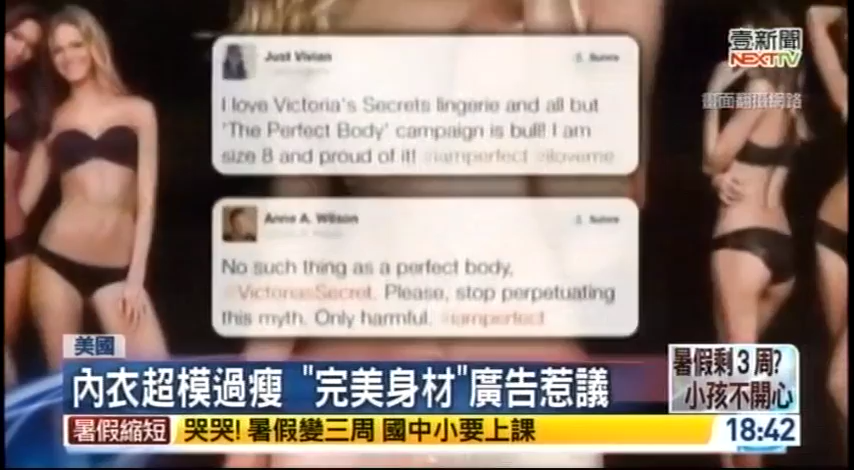 壹新聞
NEXTTV
畫面翻攝網路
Just Vivian
I love Victoria's Secrets lingerie and all but
'The Perfect Body' campaign is bull! I am
size 8 and proud of it! #iamperfect #iloveme
Anne A. Wilson
No such thing as a perfect body,
@VictoriasSecret. Please, stop perpetuating
this myth. Only harmful. #iamperfect
美國
內衣超模過瘦 "完美身材"廣告惹議
暑假剩3周?
小孩不開心
暑假縮短 哭哭! 暑假變三周 國中小要上課
18:42